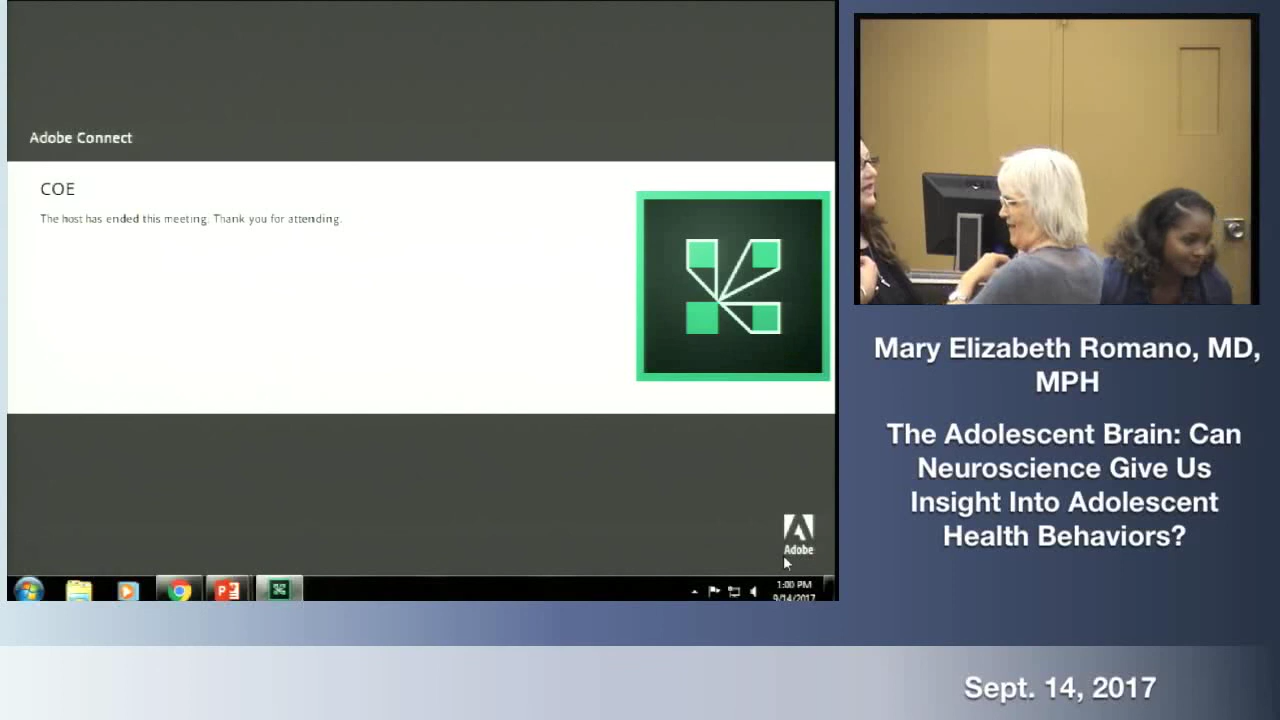 Adobe Connect
COE
The host has ended this meeting. Thank you for attending.
Adobe
1:00 PM
9/14/2017
Mary Elizabeth Romano, MD,
MPH
The Adolescent Brain: Can
Neuroscience Give Us
Insight Into Adolescent
Health Behaviors?
Sept. 14, 2017